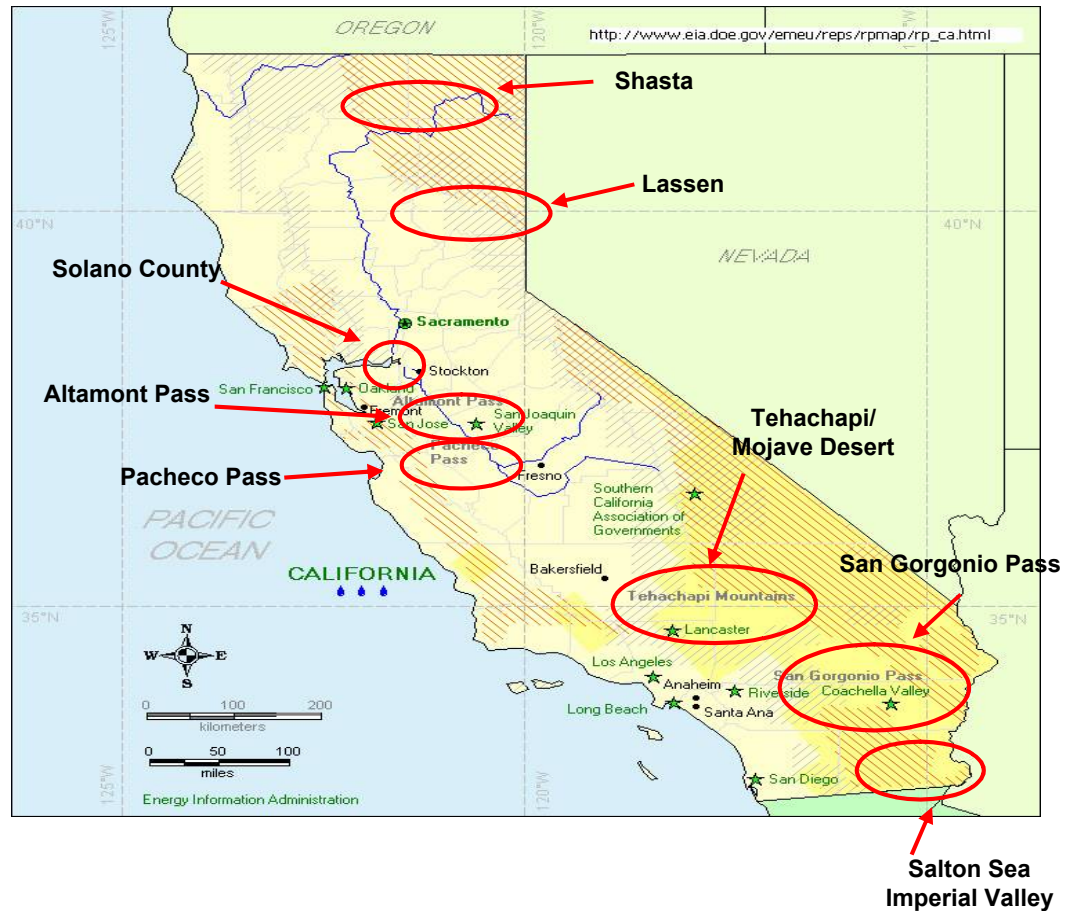 OREGON
http://www.eia.doe.gov/emeu/reps/rpmap/rp_ca.html
125°W
120°W
Shasta
Lassen
40°N
40°N
NEVADA
Solano County
Sacramento
Stockton
San Francisco
Oakland
Altamont Pass
Altamont Pass
Fremont
San Jose
San Joaquin
Valley
Tehachapi/
Mojave Desert
Pacheco
Pass
Pacheco Pass
Fresno
Southern
California
Association of
Governments
PACIFIC
OCEAN
San Gorgonio Pass
Bakersfield
CALIFORNIA
Tehachapi Mountains
35°N
35°N
N
Lancaster
W
E
S
Los Angeles
San Gorgonio Pass
Anaheim
Riverside
Coachella Valley
Long Beach
Santa Ana
0 100 200
kilometers
0 50 100
miles
San Diego
125°W
120°W
Energy Information Administration
Salton Sea
Imperial Valley